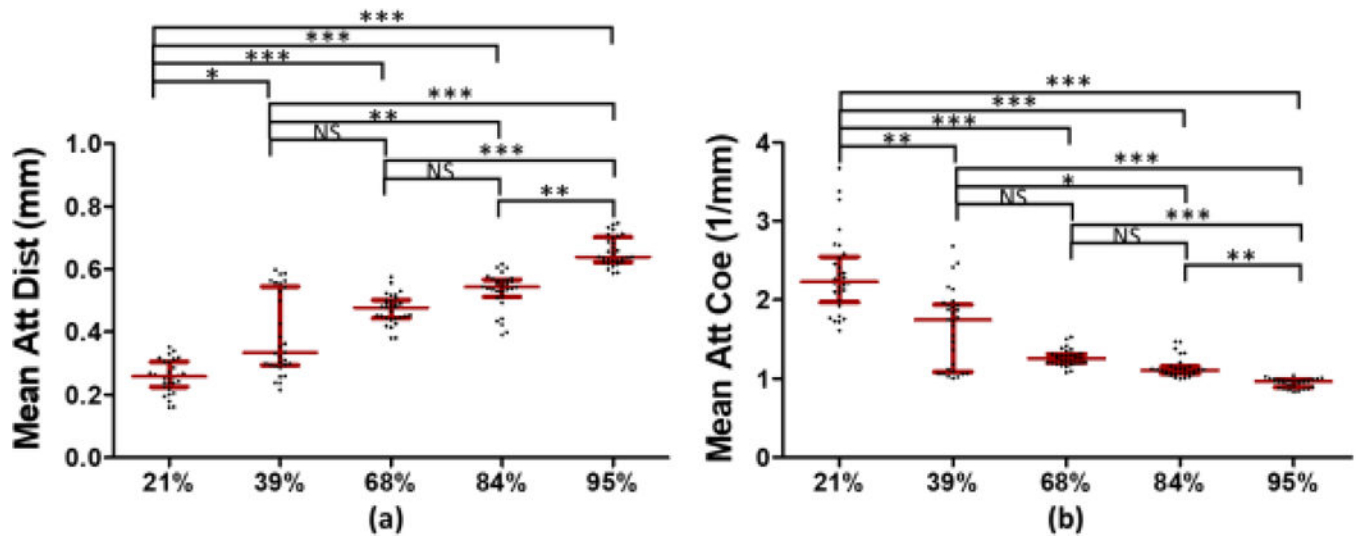 ***
***
***
*
***
**
NS
***
NS
**
Mean Att Dist (mm)
1.0
0.8
0.6
0.4
0.2
0.0
21% 39% 68% 84% 95%
(a)
***
***
***
**
***
*
NS
***
NS
**
Mean Att Coe (1/mm)
4
3
2
1
0
21% 39% 68% 84% 95%
(b)